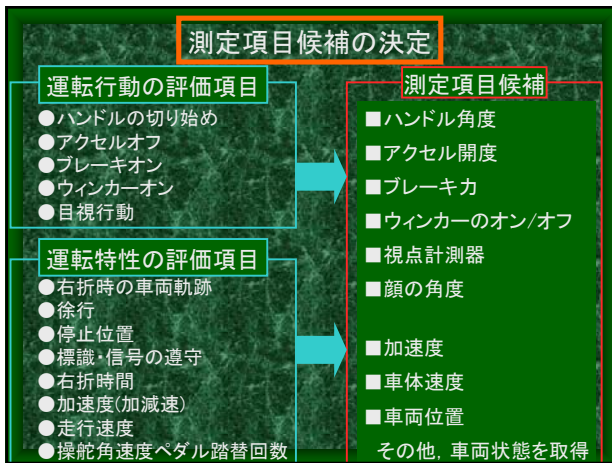 測定項目候補の決定
運転行動の評価項目
●ハンドルの切り始め
●アクセルオフ
●ブレーキオン
●ウィンカーオン
●目視行動
運転特性の評価項目
●右折時の車両軌跡
●徐行
●停止位置
●標識・信号の遵守
●右折時間
●加速度(加減速)
●走行速度
●操舵角速度ペダル踏替回数
測定項目候補
■ハンドル角度
■アクセル開度
■ブレーキ力
■ウィンカーのオン/オフ
■視点計測器
■顔の角度
■加速度
■車体速度
■車両位置
その他, 車両状態を取得